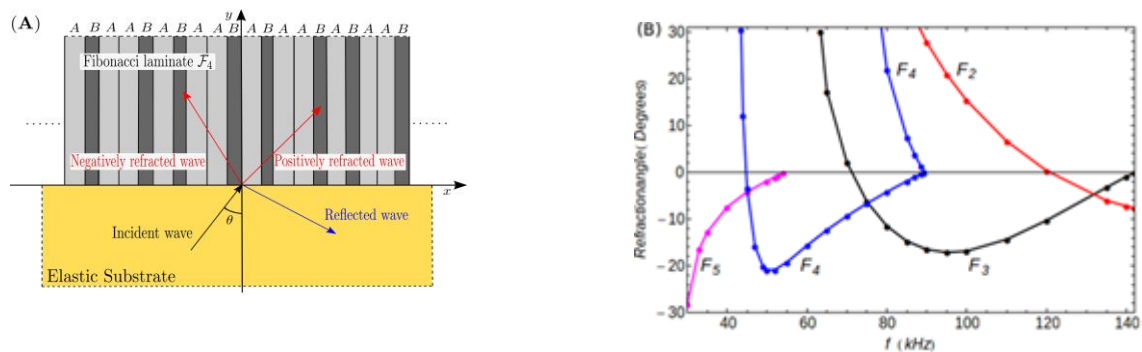 (A)
y
A B A A B A B A A B A B A A B A A B
Fibonacci laminate F₄
Negatively refracted wave
Positively refracted wave
x
Incident wave
θ
Reflected wave
Elastic Substrate
(B)
Refractionangle (Degrees)
30
20
10
0
−10
−20
−30
F₂
F₄
F₅
F₄
F₃
40 60 80 100 120 140
f (kHz)